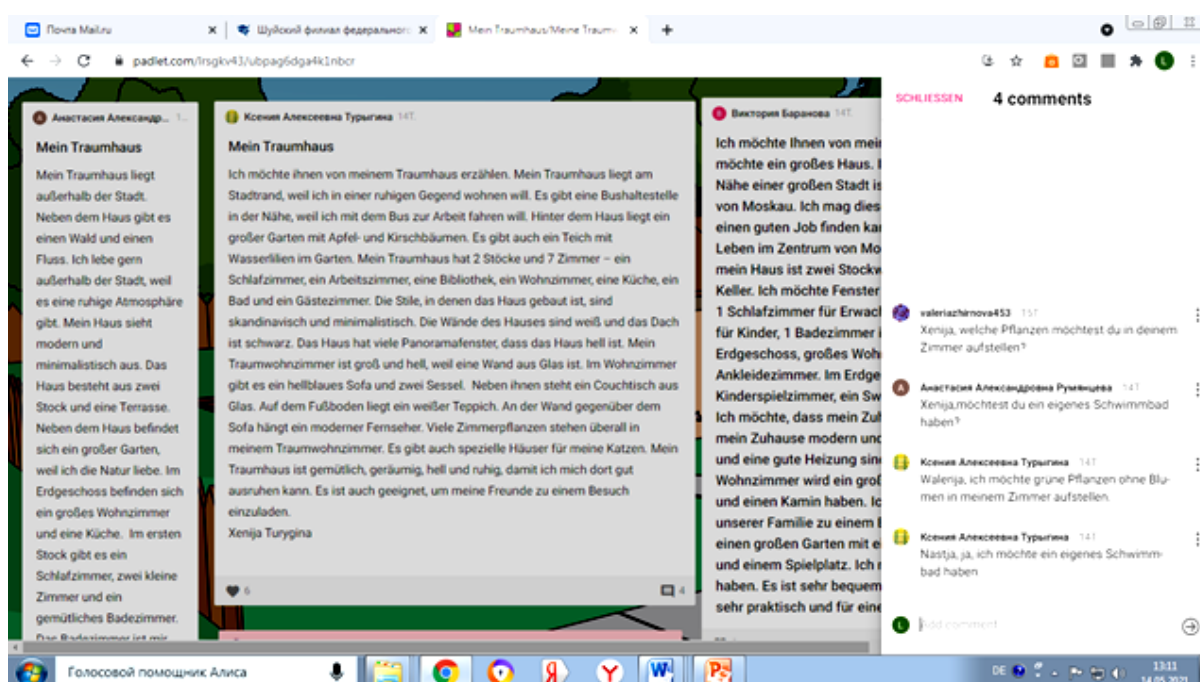 Почта Mail.ru
Шуйский филиал федерального
Mein Traumhaus/Meine Traum
padlet.com/lrsgkv43/ubpag6dga4k1nbcr
Анастасия Александр...
Mein Traumhaus
Mein Traumhaus liegt
außerhalb der Stadt.
Neben dem Haus gibt es
einen Wald und einen
Fluss. Ich lebe gern
außerhalb der Stadt, weil
es eine ruhige Atmosphäre
gibt. Mein Haus sieht
modern und
minimalistisch aus. Das
Haus besteht aus zwei
Stock und eine Terrasse.
Neben dem Haus befindet
sich ein großer Garten,
weil ich die Natur liebe. Im
Erdgeschoss befinden sich
ein großes Wohnzimmer
und eine Küche. Im ersten
Stock gibt es ein
Schlafzimmer, zwei kleine
Zimmer und ein
gemütliches Badezimmer.
Das Badezimmer ist mir
Ксения Алексеевна Турыгина 14T.
Mein Traumhaus
Ich möchte ihnen von meinem Traumhaus erzählen. Mein Traumhaus liegt am
Stadtrand, weil ich in einer ruhigen Gegend wohnen will. Es gibt eine Bushaltestelle
in der Nähe, weil ich mit dem Bus zur Arbeit fahren will. Hinter dem Haus liegt ein
großer Garten mit Apfel- und Kirschbäumen. Es gibt auch ein Teich mit
Wasserlilien im Garten. Mein Traumhaus hat 2 Stöcke und 7 Zimmer – ein
Schlafzimmer, ein Arbeitszimmer, eine Bibliothek, ein Wohnzimmer, eine Küche, ein
Bad und ein Gästezimmer. Die Stile, in denen das Haus gebaut ist, sind
skandinavisch und minimalistisch. Die Wände des Hauses sind weiß und das Dach
ist schwarz. Das Haus hat viele Panoramafenster, dass das Haus hell ist. Mein
Traumwohnzimmer ist groß und hell, weil eine Wand aus Glas ist. Im Wohnzimmer
gibt es ein hellblaues Sofa und zwei Sessel. Neben ihnen steht ein Couchtisch aus
Glas. Auf dem Fußboden liegt ein weißer Teppich. An der Wand gegenüber dem
Sofa hängt ein moderner Fernseher. Viele Zimmerpflanzen stehen überall in
meinem Traumwohnzimmer. Es gibt auch spezielle Häuser für meine Katzen. Mein
Traumhaus ist gemütlich, geräumig, hell und ruhig, damit ich mich dort gut
ausruhen kann. Es ist auch geeignet, um meine Freunde zu einem Besuch
einzuladen.
Xenija Turygina
6
4
Виктория Баранова 14T.
Ich möchte Ihnen von mei
möchte ein großes Haus.
Nähe einer großen Stadt is
von Moskau. Ich mag dies
einen guten Job finden ka
Leben im Zentrum von Mo
mein Haus ist zwei Stockw
Keller. Ich möchte Fenster
1 Schlafzimmer für Erwac
für Kinder, 1 Badezimmer
Erdgeschoss, großes Woh
Ankleidezimmer. Im Erdge
Kinderspielzimmer, ein Sw
Ich möchte, dass mein Zu
mein Zuhause modern und
und eine gute Heizung sin
Wohnzimmer wird ein gro
und einen Kamin haben. Ic
unserer Familie zu einem
einen großen Garten mit e
und einem Spielplatz. Ich
haben. Es ist sehr bequem
sehr praktisch und für eine
SCHLIESSEN
4 comments
valeriazhirnova453 15T
Xenija, welche Pflanzen möchtest du in deinem
Zimmer aufstellen?
Анастасия Александровна Румянцева 14T
Xenija,möchtest du ein eigenes Schwimmbad
haben?
Ксения Алексеевна Турыгина 14T
Walerija, ich möchte grüne Pflanzen ohne Blu-
men in meinem Zimmer aufstellen.
Ксения Алексеевна Турыгина 14T
Nastja, ja, ich möchte ein eigenes Schwimm-
bad haben
Add comment
Голосовой помощник Алиса
DE
13:11
14.05.2021